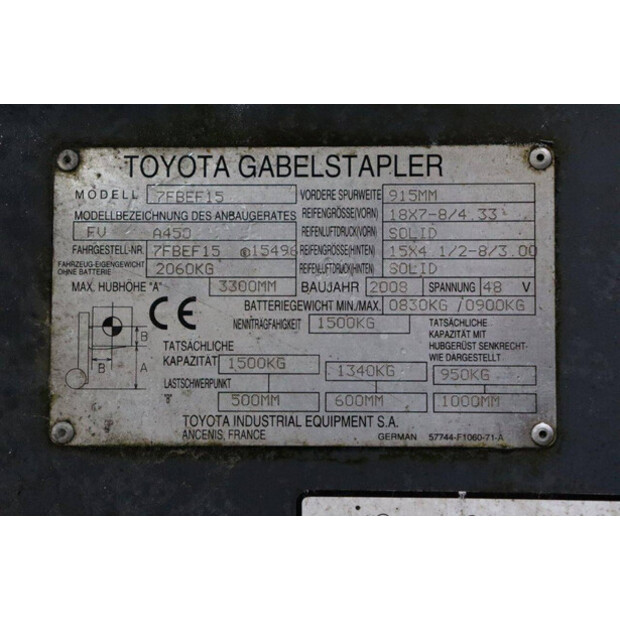 TOYOTA GABELSTAPLER
MODELL 7FBEF15 VORDERE SPURWEITE 915MM
MODELLBEZEICHNUNG DES ANBAUGERATES REIFENGRÖSSE(VORN) 18X7-8/4.33
FV A450 REIFENLUFTDRUCK(VORN) SOLID
FAHRGESTELL-NR. 7FBEF15 15496 REIFENGRÖSSE(HINTEN) 15X4 1/2-8/3.00
FAHRZEUG-EIGENGEWICHT OHNE BATTERIE 2060KG REIFENLUFTDRUCK(HINTEN) SOLID
MAX. HUBHÖHE "A" 3300MM BAUJAHR 2008 SPANNUNG 48 V
BATTERIEGEWICHT MIN./MAX. 0830KG /0900KG
CE NENNTRAGFAHIGKEIT 1500KG
TATSÄCHLICHE KAPAZITÄT MIT HUBGERÜST SENKRECHT- WIE DARGESTELLT
B
B A
TATSÄCHLICHE KAPAZITÄT 1500KG 1340KG 950KG
LASTSCHWERPUNKT 500MM 600MM 1000MM
TOYOTA INDUSTRIAL EQUIPMENT S.A.
ANCENIS, FRANCE GERMAN 57744-F1060-71-A